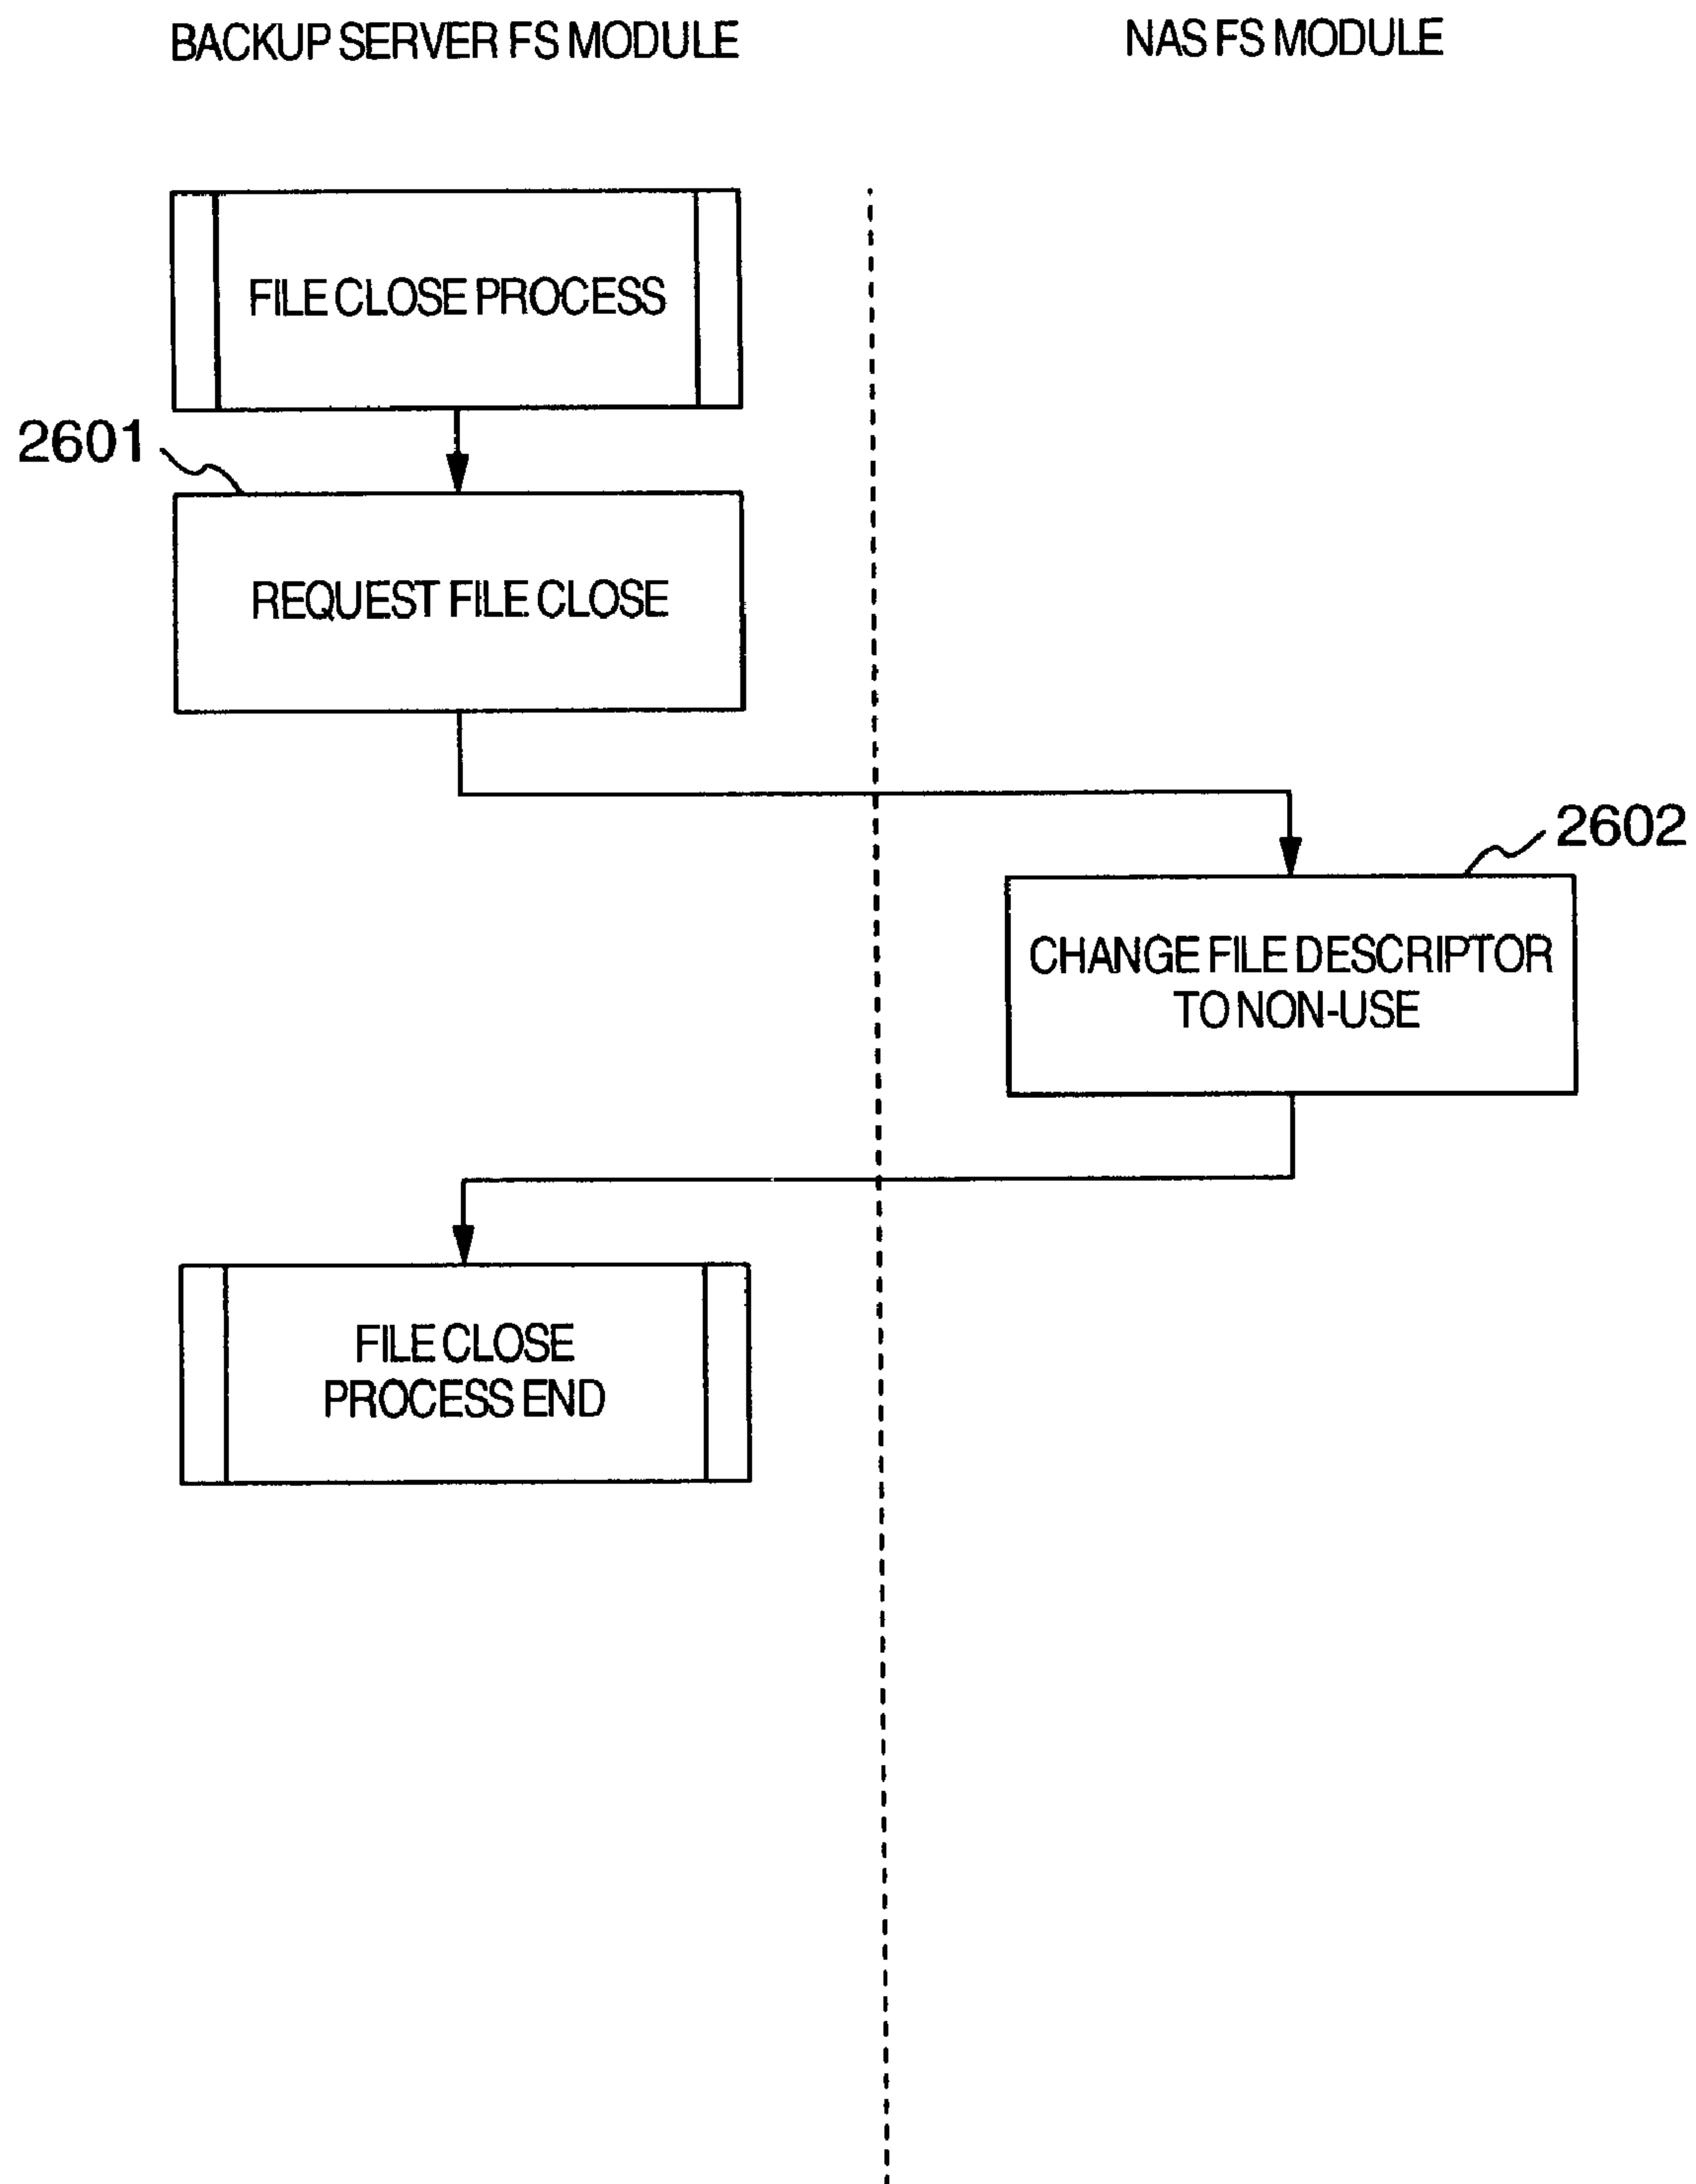 BACKUP SERVER FS MODULE
NAS FS MODULE
FILE CLOSE PROCESS
2601
REQUEST FILE CLOSE
2602
CHANGE FILE DESCRIPTOR
TO NON-USE
FILE CLOSE
PROCESS END